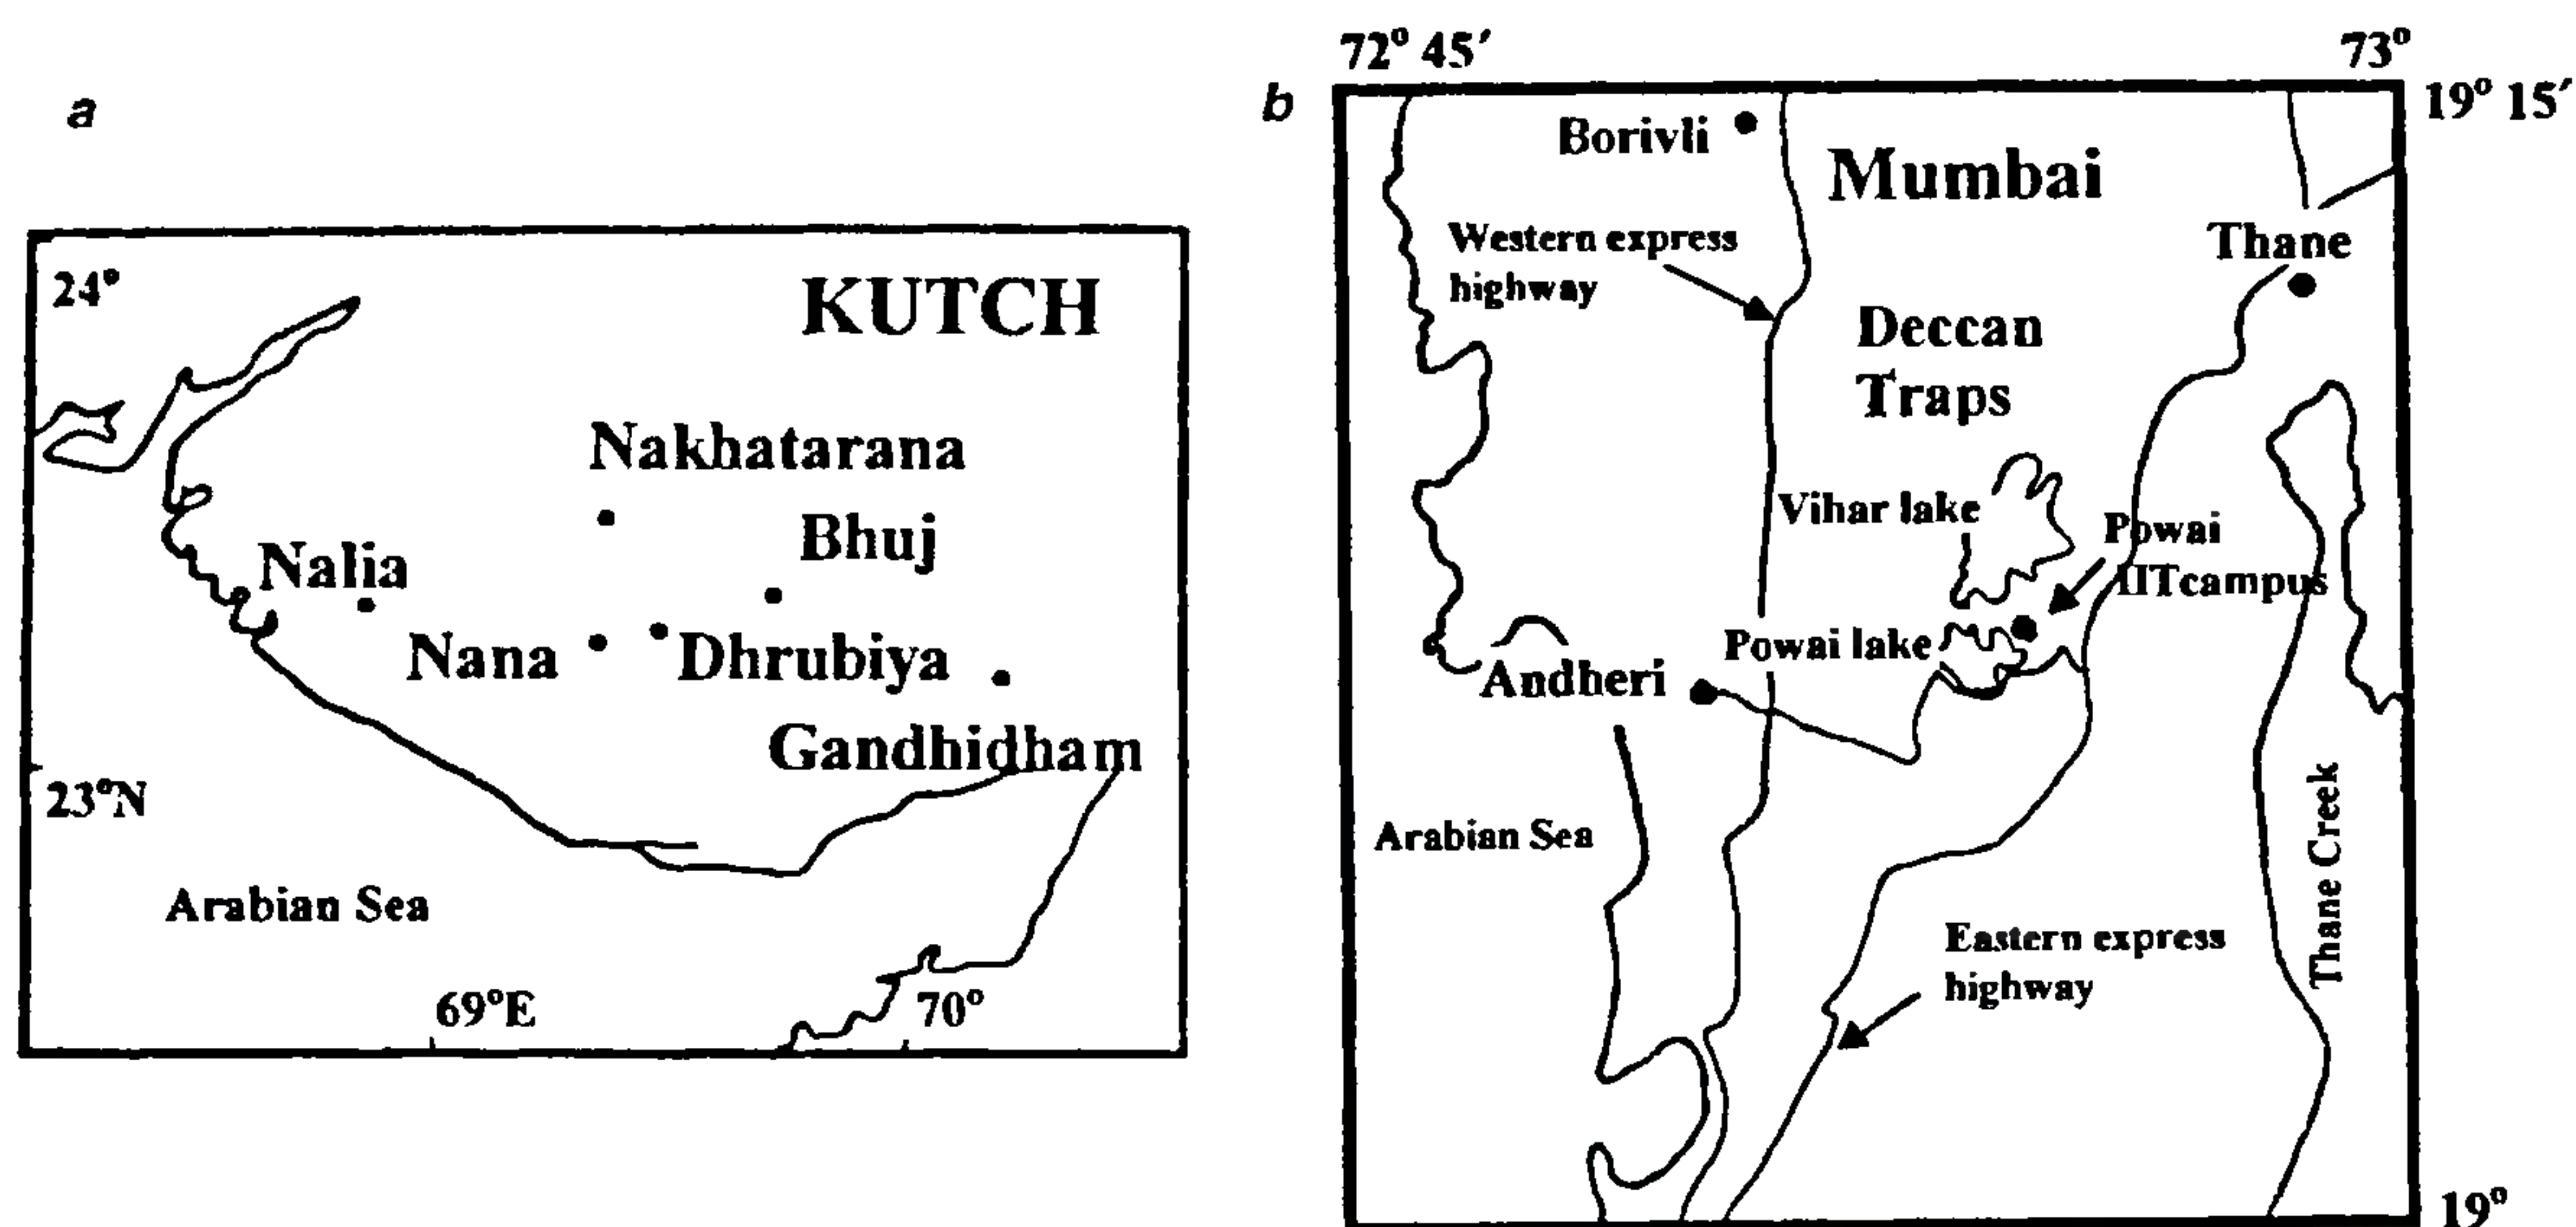 a
24°
KUTCH
Nakhatarana
Bhuj
Nalia
Nana
Dhrubiya
Gandhidham
23°N
Arabian Sea
69°E
70°
b
72° 45′
73°
19° 15′
Borivli
Mumbai
Western express
highway
Thane
Deccan
Traps
Vihar lake
Powai
IITcampus
Powai lake
Andheri
Arabian Sea
Thane Creek
Eastern express
highway
19°